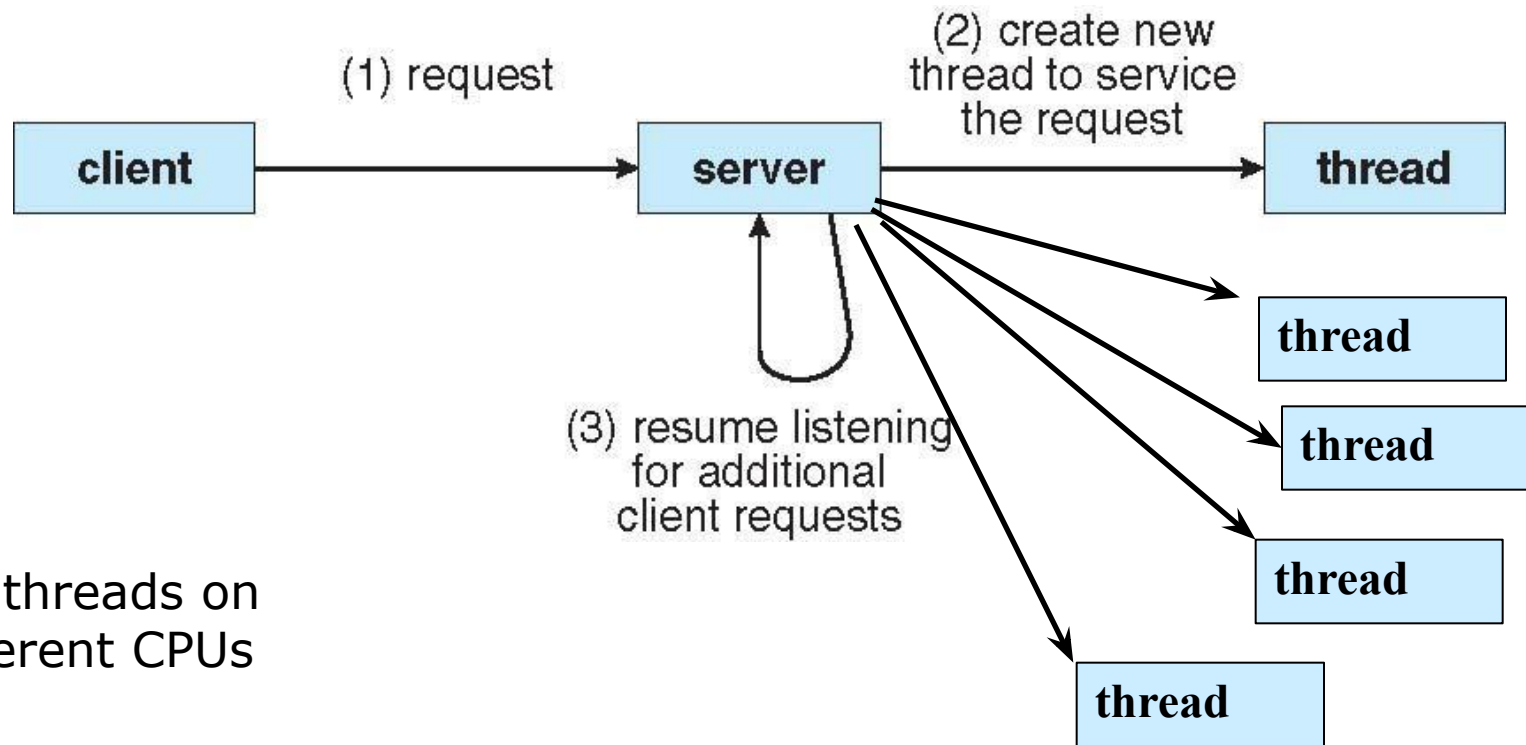 (1) request
(2) create new
thread to service
the request
client
server
thread
thread
thread
(3) resume listening
for additional
client requests
thread
threads on
erent CPUs
thread